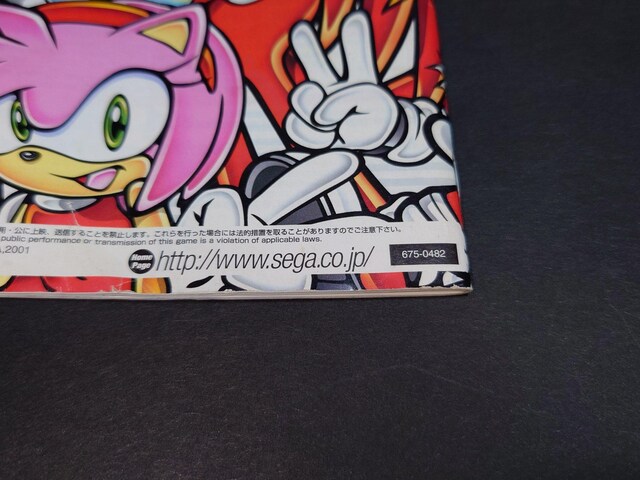 用・公に上映、送信することを禁止します。これらを行った場合には法的措置を取ることがありますのでご注意下さい。
public performance or transmission of this game is a violation of applicable laws.
,2001
Home Page
http://www.sega.co.jp/
675-0482